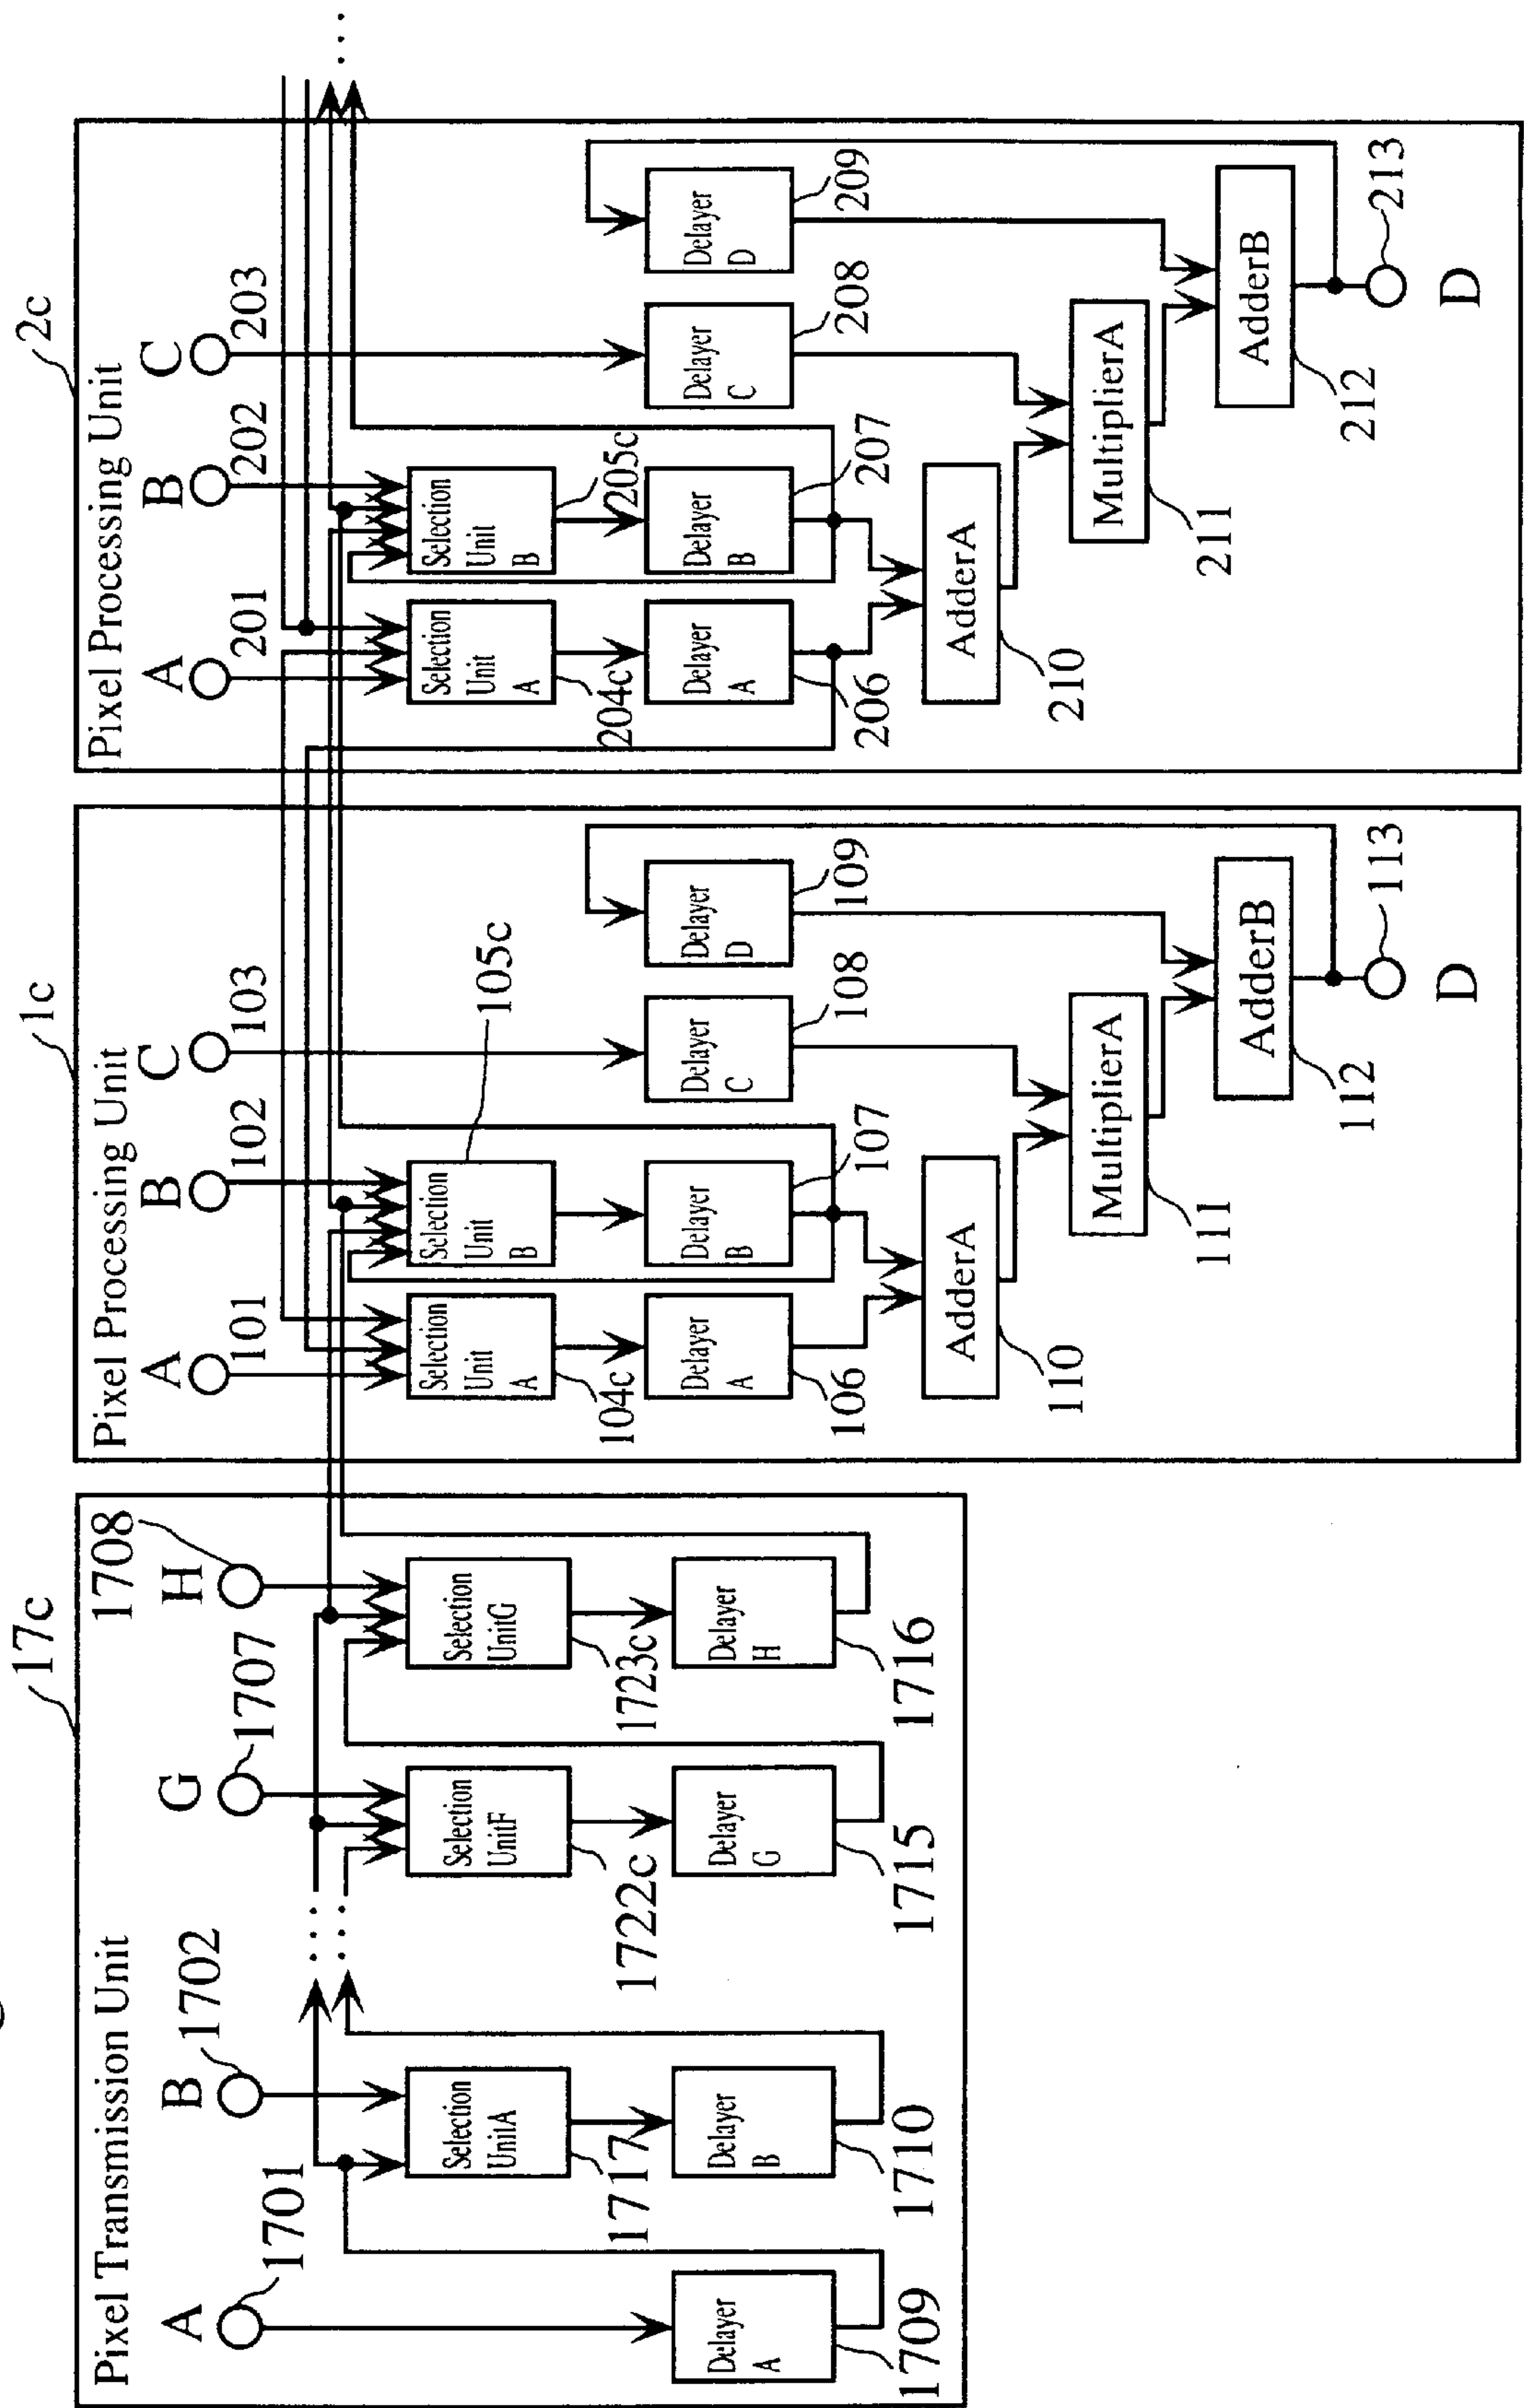 17c
Pixel Transmission Unit
A
1701
B
1702
G
1707
H
1708
...
...
Selection
UnitA
1717
Selection
UnitF
1722c
Selection
UnitG
1723c
Delayer
A
1709
Delayer
B
1710
Delayer
G
1715
Delayer
H
1716
1c
Pixel Processing Unit
A
101
B
102
C
103
Selection
Unit
A
104c
Selection
Unit
B
105c
Delayer
A
106
Delayer
B
107
Delayer
C
108
Delayer
D
109
AdderA
110
MultiplierA
111
AdderB
112
113
D
2c
Pixel Processing Unit
A
201
B
202
C
203
...
Selection
Unit
A
204c
Selection
Unit
B
205c
Delayer
A
206
Delayer
B
207
Delayer
C
208
Delayer
D
209
AdderA
210
MultiplierA
211
AdderB
212
213
D